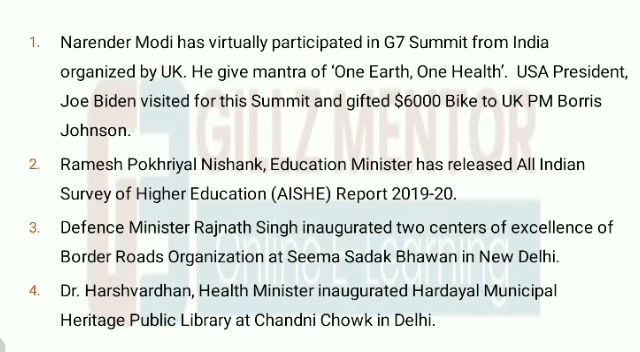 1. Narender Modi has virtually participated in G7 Summit from India
organized by UK. He give mantra of ‘One Earth, One Health’. USA President,
Joe Biden visited for this Summit and gifted $6000 Bike to UK PM Borris
Johnson.
2. Ramesh Pokhriyal Nishank, Education Minister has released All Indian
Survey of Higher Education (AISHE) Report 2019-20.
3. Defence Minister Rajnath Singh inaugurated two centers of excellence of
Border Roads Organization at Seema Sadak Bhawan in New Delhi.
4. Dr. Harshvardhan, Health Minister inaugurated Hardayal Municipal
Heritage Public Library at Chandni Chowk in Delhi.
GILLZ MENTOR
Online E-Learning